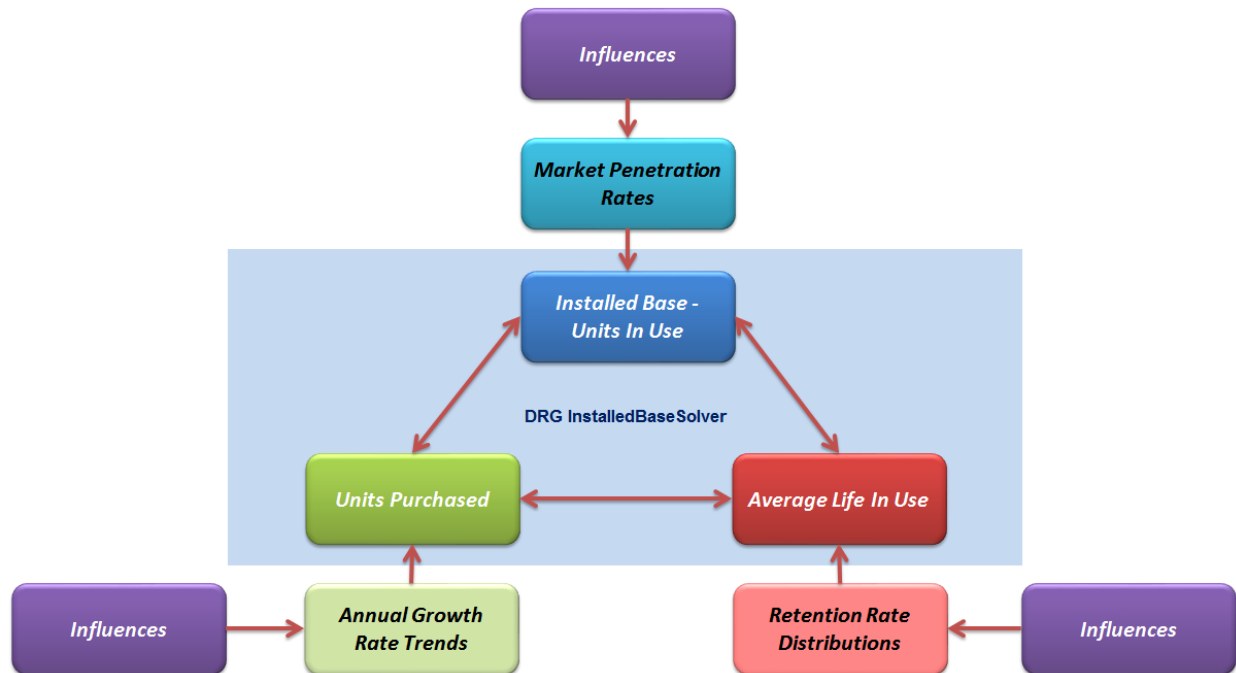 Influences
Market Penetration
Rates
Installed Base -
Units In Use
DRG InstalledBaseSolver
Units Purchased
Average Life In Use
Influences
Annual Growth
Rate Trends
Retention Rate
Distributions
Influences